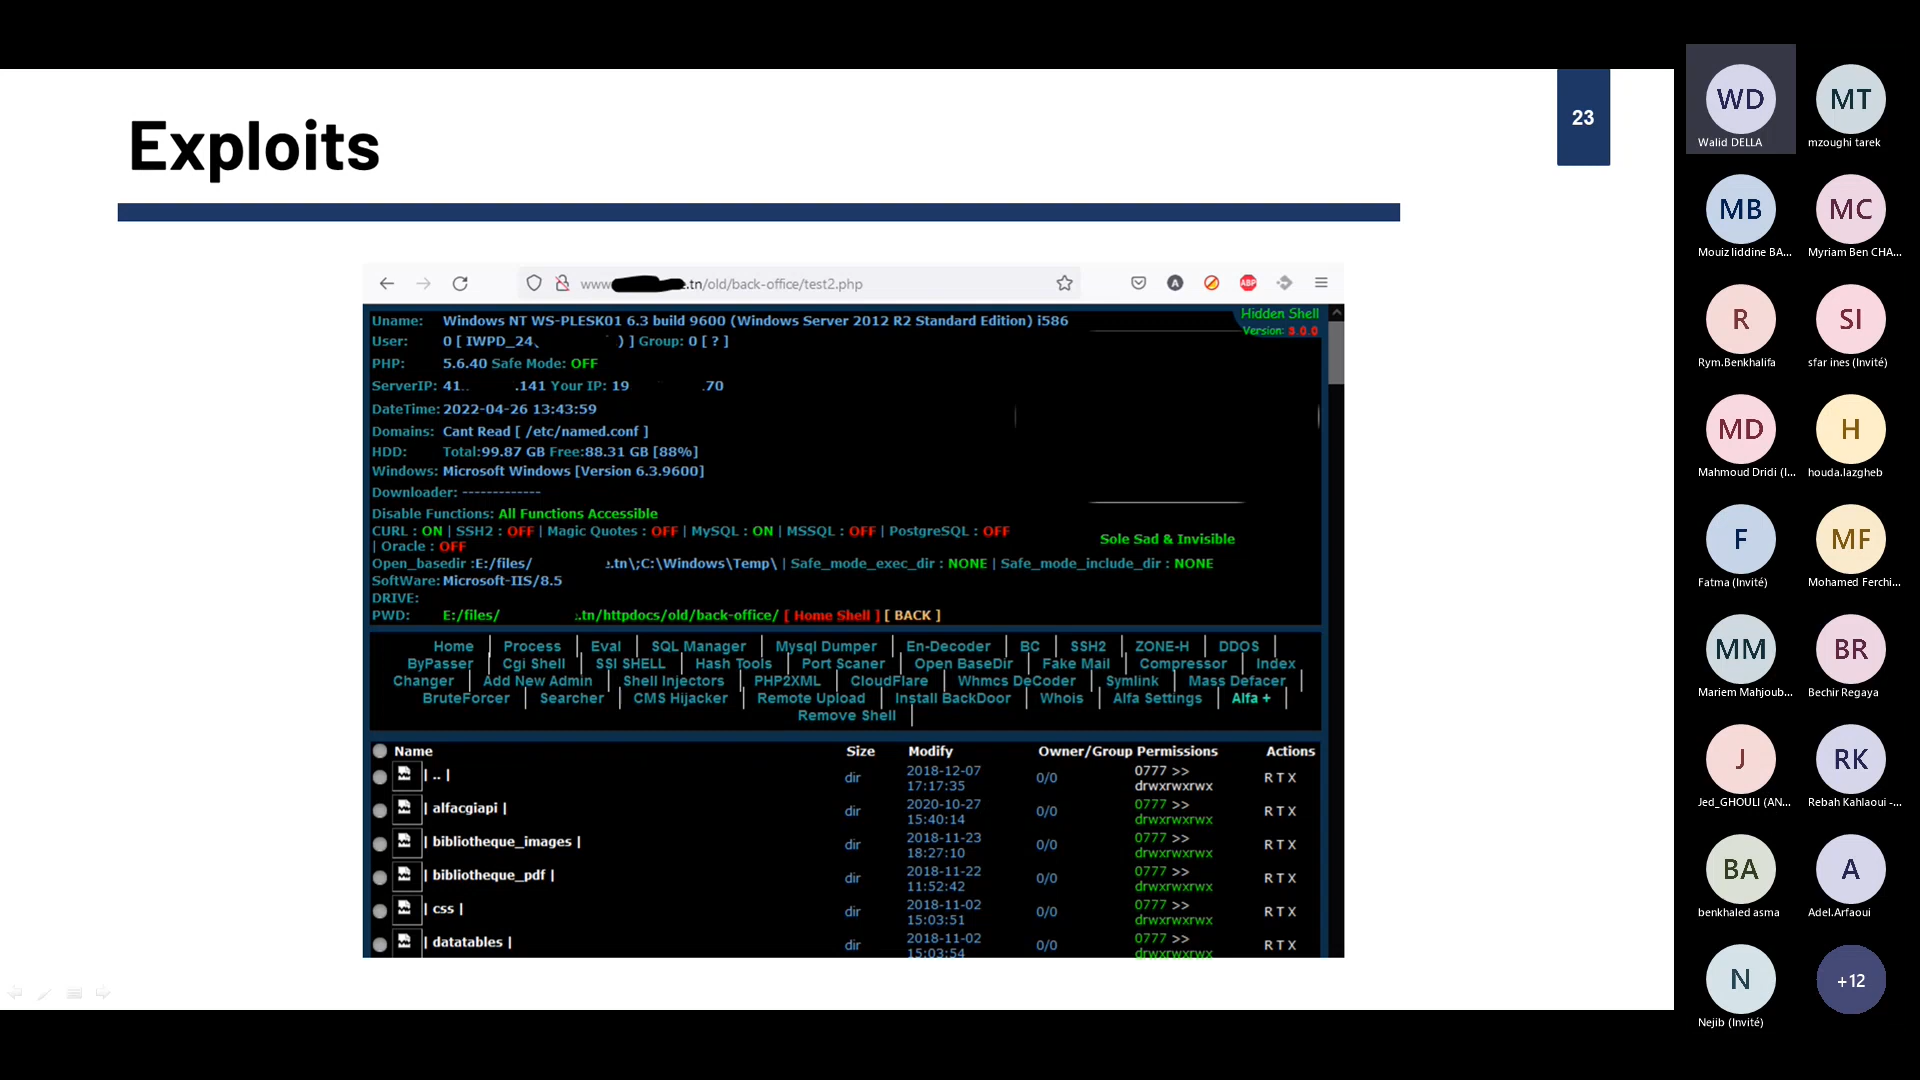 Exploits
23
www.tn/old/back-office/test2.php
Uname: Windows NT WS-PLESK01 6.3 build 9600 (Windows Server 2012 R2 Standard Edition) i586
Hidden Shell
Version: 3.0.0
User: 0 [ IWPD_24 ) ] Group: 0 [ ? ]
PHP: 5.6.40 Safe Mode: OFF
ServerIP: 41.. .141 Your IP: 19 .70
DateTime: 2022-04-26 13:43:59
Domains: Cant Read [ /etc/named.conf ]
HDD: Total:99.87 GB Free:88.31 GB [88%]
Windows: Microsoft Windows [Version 6.3.9600]
Downloader: -------------
Disable Functions: All Functions Accessible
CURL : ON | SSH2 : OFF | Magic Quotes : OFF | MySQL : ON | MSSQL : OFF | PostgreSQL : OFF
| Oracle : OFF
Sole Sad & Invisible
Open_basedir :E:/files/ .tn\;C:\Windows\Temp\ | Safe_mode_exec_dir : NONE | Safe_mode_include_dir : NONE
SoftWare: Microsoft-IIS/8.5
DRIVE:
PWD: E:/files/ .tn/httpdocs/old/back-office/ [ Home Shell ] [ BACK ]
Home | Process | Eval | SQL Manager | Mysql Dumper | En-Decoder | BC | SSH2 | ZONE-H | DDOS |
ByPasser | Cgi Shell | SSI SHELL | Hash Tools | Port Scaner | Open BaseDir | Fake Mail | Compressor | Index
Changer | Add New Admin | Shell Injectors | PHP2XML | CloudFlare | Whmcs DeCoder | Symlink | Mass Defacer |
BruteForcer | Searcher | CMS Hijacker | Remote Upload | Install BackDoor | Whois | Alfa Settings | Alfa + |
Remove Shell |
Name Size Modify Owner/Group Permissions Actions
| .. | dir 2018-12-07 17:17:35 0/0 0777 >> drwxrwxrwx R T X
| alfacgiapi | dir 2020-10-27 15:40:14 0/0 0777 >> drwxrwxrwx R T X
| bibliotheque_images | dir 2018-11-23 18:27:10 0/0 0777 >> drwxrwxrwx R T X
| bibliotheque_pdf | dir 2018-11-22 11:52:42 0/0 0777 >> drwxrwxrwx R T X
| css | dir 2018-11-02 15:03:51 0/0 0777 >> drwxrwxrwx R T X
| datatables | dir 2018-11-02 15:03:54 0/0 0777 >> drwxrwxrwx R T X
WD
Walid DELLA
MT
mzoughi tarek
MB
Mouiz liddine BA...
MC
Myriam Ben CHA...
R
Rym.Benkhalifa
SI
sfar ines (Invité)
MD
Mahmoud Dridi (I...
H
houda.lazgheb
F
Fatma (Invité)
MF
Mohamed Ferchi...
MM
Mariem Mahjoub...
BR
Bechir Regaya
J
Jed_GHOULI (AN...
RK
Rebah Kahlaoui -...
BA
benkhaled asma
A
Adel.Arfaoui
N
Nejib (Invité)
+12